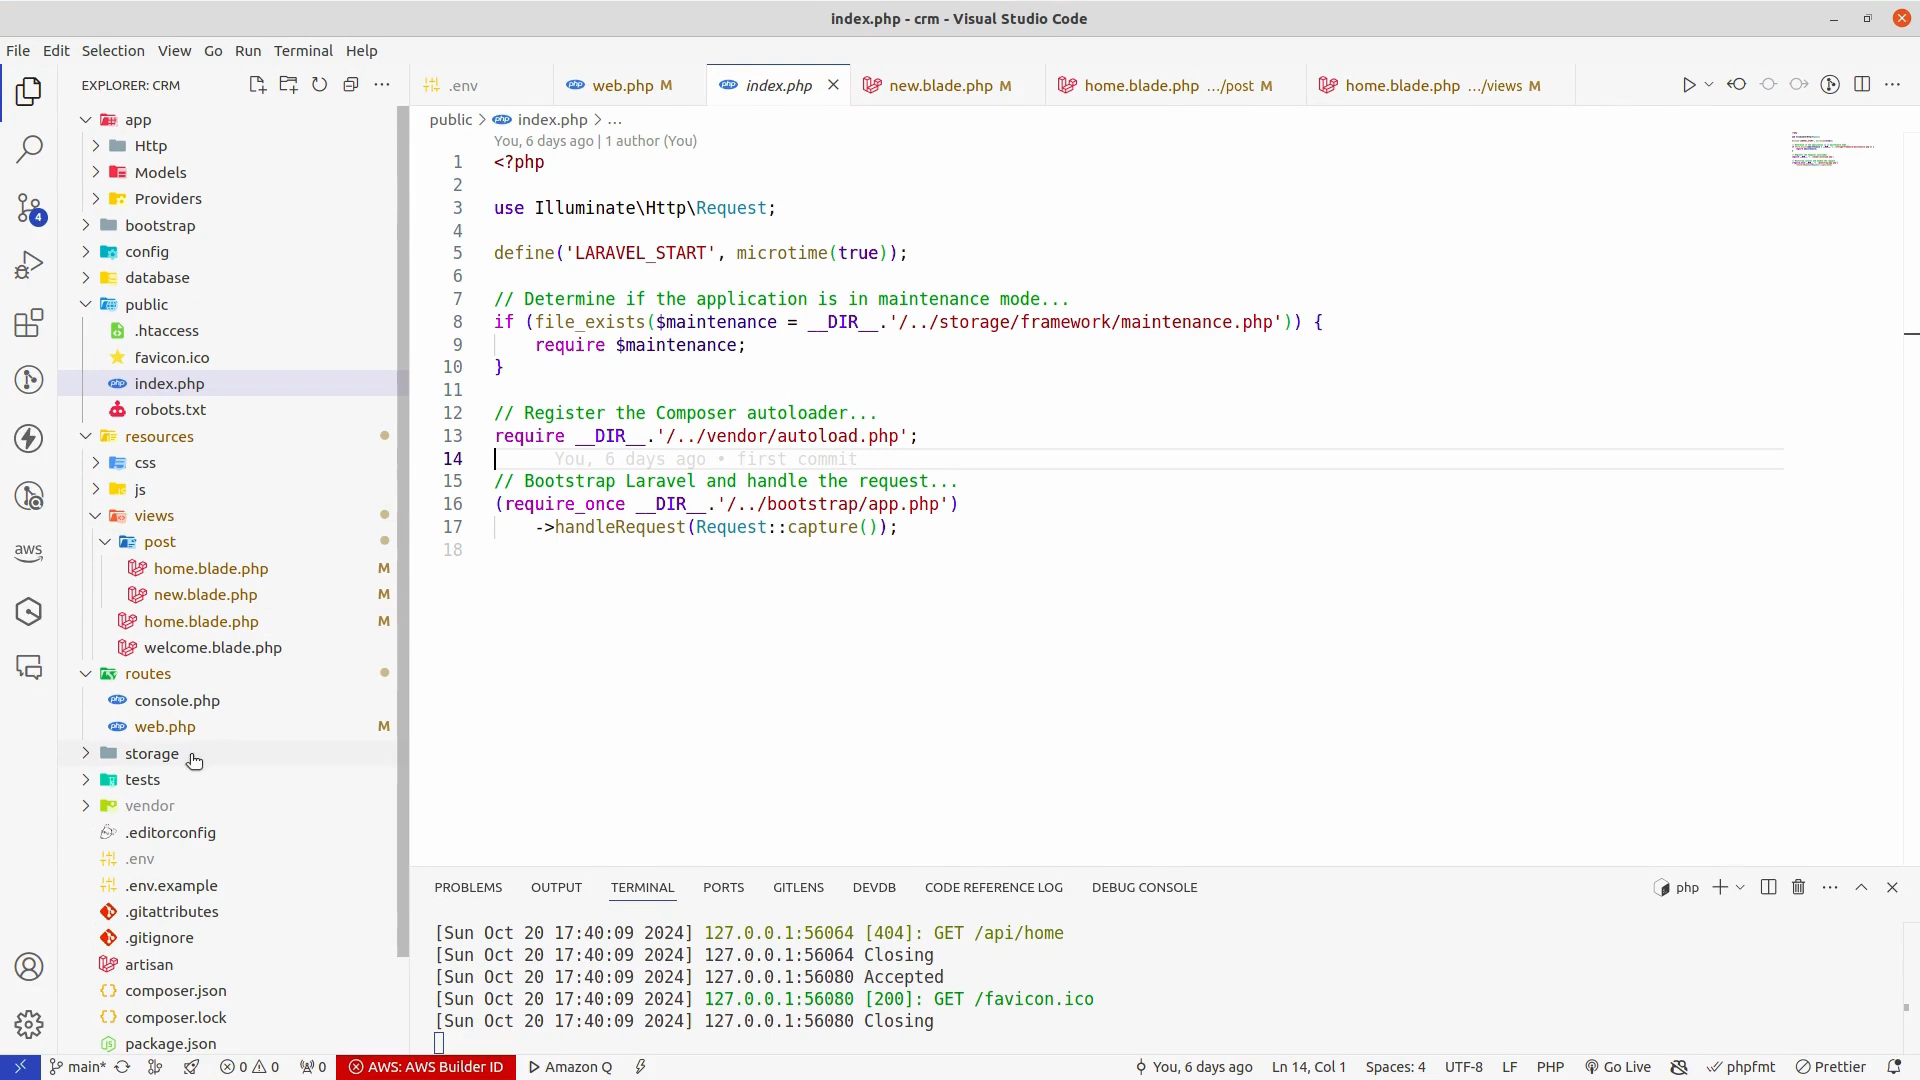 index.php - crm - Visual Studio Code
File Edit Selection View Go Run Terminal Help
EXPLORER: CRM
app
Http
Models
Providers
bootstrap
config
database
public
.htaccess
favicon.ico
index.php
robots.txt
resources
css
js
views
post
home.blade.php M
new.blade.php M
home.blade.php M
welcome.blade.php
routes
console.php
web.php M
storage
tests
vendor
.editorconfig
.env
.env.example
.gitattributes
.gitignore
artisan
composer.json
composer.lock
package.json
4
aws
.env web.php M index.php new.blade.php M home.blade.php .../post M home.blade.php .../views M
public > index.php > ...
You, 6 days ago | 1 author (You)
1 <?php
2
3 use Illuminate\Http\Request;
4
5 define('LARAVEL_START', microtime(true));
6
7 // Determine if the application is in maintenance mode...
8 if (file_exists($maintenance = __DIR__.'/../storage/framework/maintenance.php')) {
9     require $maintenance;
10 }
11
12 // Register the Composer autoloader...
13 require __DIR__.'/../vendor/autoload.php';
14 You, 6 days ago • first commit
15 // Bootstrap Laravel and handle the request...
16 (require_once __DIR__.'/../bootstrap/app.php')
17     ->handleRequest(Request::capture());
18
PROBLEMS OUTPUT TERMINAL PORTS GITLENS DEVDB CODE REFERENCE LOG DEBUG CONSOLE
php
[Sun Oct 20 17:40:09 2024] 127.0.0.1:56064 [404]: GET /api/home
[Sun Oct 20 17:40:09 2024] 127.0.0.1:56064 Closing
[Sun Oct 20 17:40:09 2024] 127.0.0.1:56080 Accepted
[Sun Oct 20 17:40:09 2024] 127.0.0.1:56080 [200]: GET /favicon.ico
[Sun Oct 20 17:40:09 2024] 127.0.0.1:56080 Closing
main* 0 0 0 AWS: AWS Builder ID Amazon Q You, 6 days ago Ln 14, Col 1 Spaces: 4 UTF-8 LF PHP Go Live phpfmt Prettier